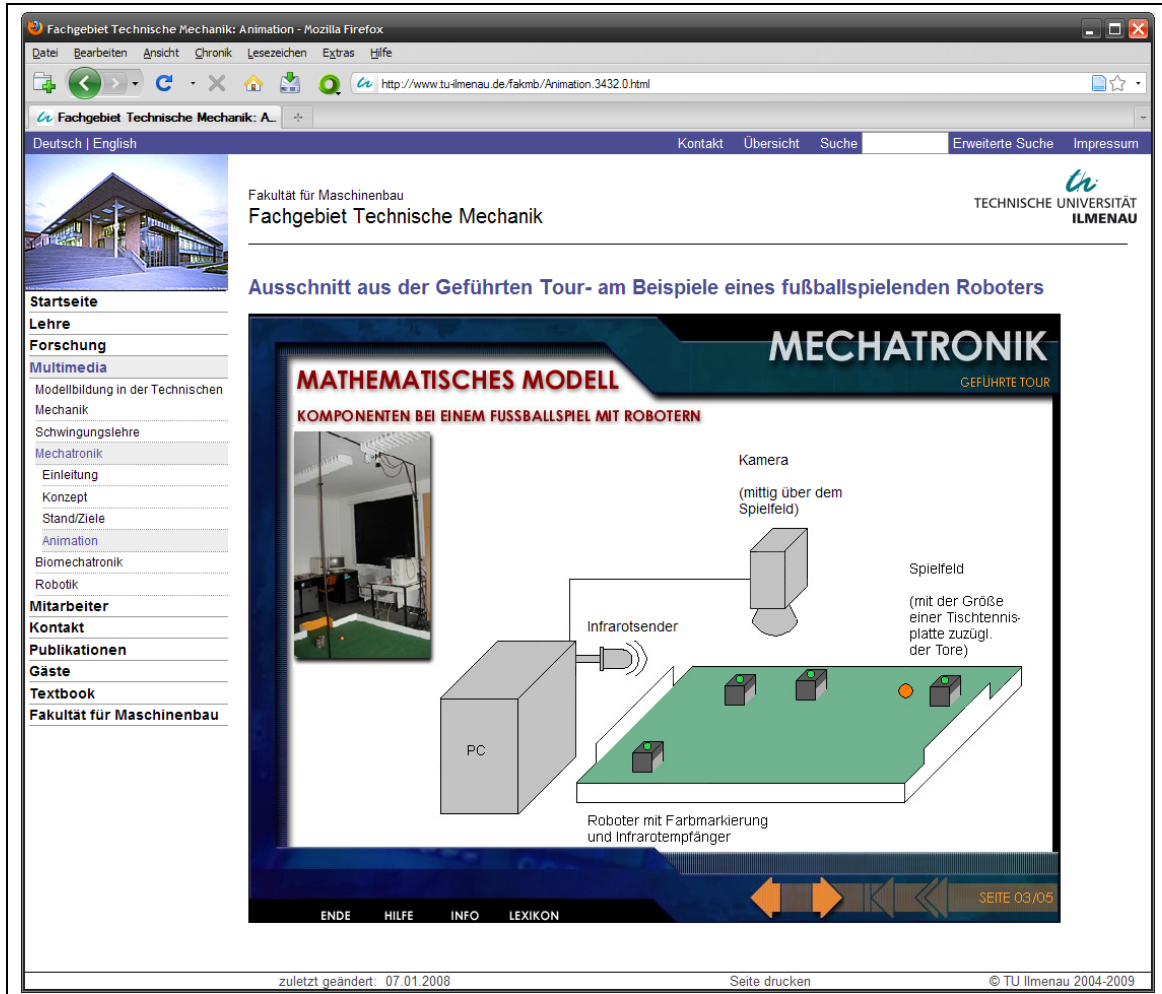 Fachgebiet Technische Mechanik: Animation - Mozilla Firefox
Datei Bearbeiten Ansicht Chronik Lesezeichen Extras Hilfe
http://www.tu-ilmenau.de/fakmb/Animation.3432.0.html
Fachgebiet Technische Mechanik: A...
Deutsch | English Kontakt Übersicht Suche Erweiterte Suche Impressum
Fakultät für Maschinenbau
Fachgebiet Technische Mechanik
th
TECHNISCHE UNIVERSITÄT
ILMENAU
Startseite
Lehre
Forschung
Multimedia
Modellbildung in der Technischen
Mechanik
Schwingungslehre
Mechatronik
Einleitung
Konzept
Stand/Ziele
Animation
Biomechatronik
Robotik
Mitarbeiter
Kontakt
Publikationen
Gäste
Textbook
Fakultät für Maschinenbau
Ausschnitt aus der Geführten Tour- am Beispiele eines fußballspielenden Roboters
MECHATRONIK
GEFÜHRTE TOUR
MATHEMATISCHES MODELL
KOMPONENTEN BEI EINEM FUSSBALLSPIEL MIT ROBOTERN
Kamera
(mittig über dem
Spielfeld)
Spielfeld
(mit der Größe
einer Tischtennis-
platte zuzügl.
der Tore)
Infrarotsender
PC
Roboter mit Farbmarkierung
und Infrarotempfänger
SEITE 03/05
ENDE HILFE INFO LEXIKON
zuletzt geändert: 07.01.2008 Seite drucken © TU Ilmenau 2004-2009